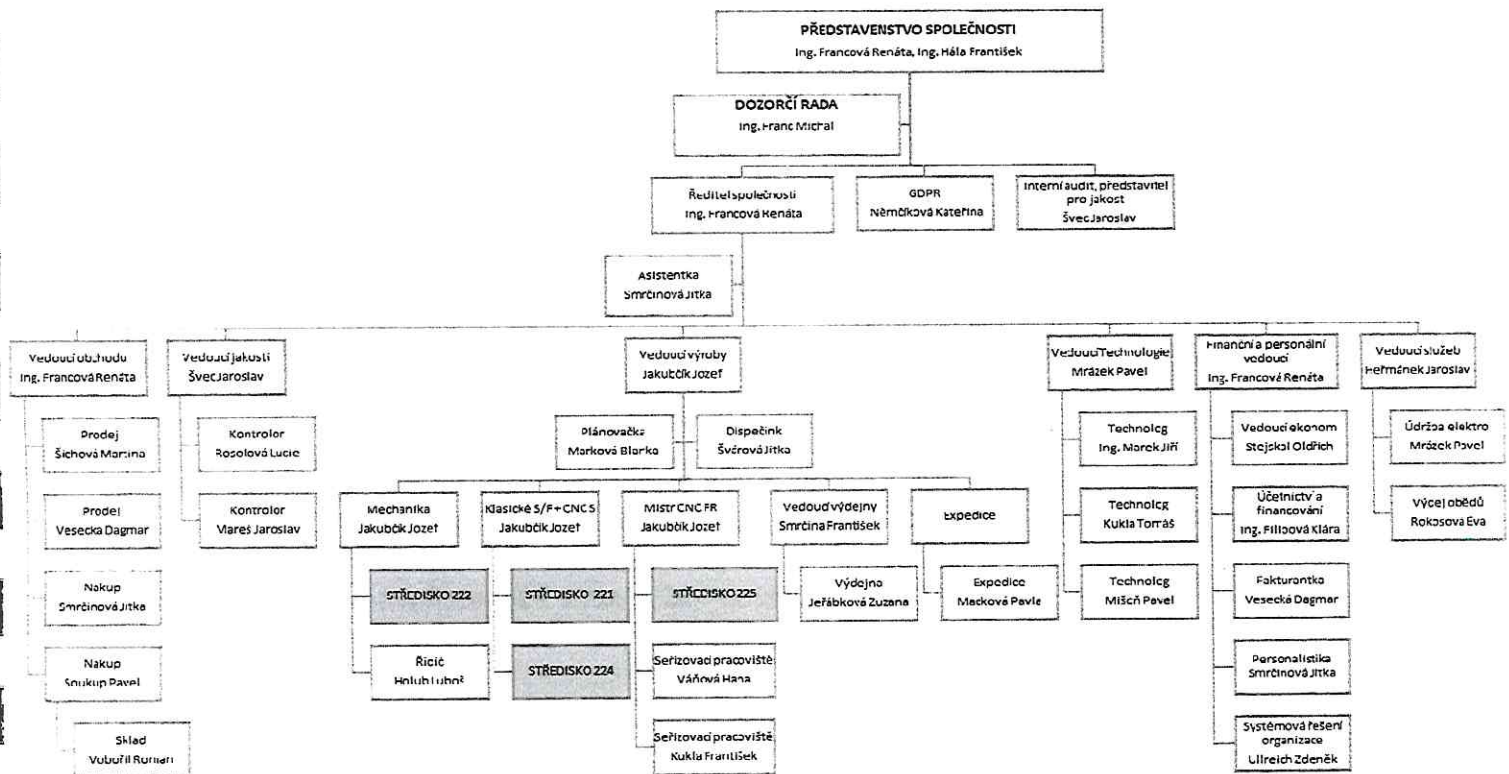 PŘEDSTAVENSTVO SPOLEČNOSTI
Ing. Francová Renáta, Ing. Hála František
DOZORČÍ RADA
Ing. Franc Michal
Ředitel společnosti
Ing. Francová Renáta
GDPR
Němčíková Kateřina
Interní audit, představitel
pro jakost
Švec Jaroslav
Asistentka
Smrčinová Jitka
Vedoucí obchodu
Ing. Francová Renáta
Vedoucí jakosti
Švec Jaroslav
Vedoucí výroby
Jakubčík Jozef
Vedoucí Technologie
Mrázek Pavel
Finanční a personální
vedoucí
Ing. Francová Renáta
Vedoucí služeb
Heřmánek Jaroslav
Prodej
Šichová Martina
Kontrolor
Rosolová Lucie
Plánovačka
Marková Blanka
Dispečink
Švárová Jitka
Technolog
Ing. Marek Jiří
Vedoucí ekonom
Stejskal Oldřich
Údržba elektro
Mrázek Pavel
Prodej
Vesecká Dagmar
Kontrolor
Mareš Jaroslav
Mechanika
Jakubčík Jozef
Klasické S/F+CNC S
Jakubčík Jozef
Mistr CNC FR
Jakubčík Jozef
Vedoucí výdejny
Smrčina František
Expedice
Technolog
Kukla Tomáš
Účetnictví a
financování
Ing. Filipová Klára
Výdej obědů
Rokosová Eva
Nákup
Smrčinová Jitka
STŘEDISKO 222
STŘEDISKO 221
STŘEDISKO 225
Výdejna
Jeřábková Zuzana
Expedice
Macková Pavla
Technolog
Mišoň Pavel
Fakturantka
Vesecká Dagmar
Nákup
Soukup Pavel
Řidič
Holub Luboš
STŘEDISKO 224
Seřizovací pracoviště
Váňová Hana
Personalistika
Smrčinová Jitka
Sklad
Vobořil Roman
Seřizovací pracoviště
Kukla František
Systémová řešení
organizace
Ullreich Zdeněk